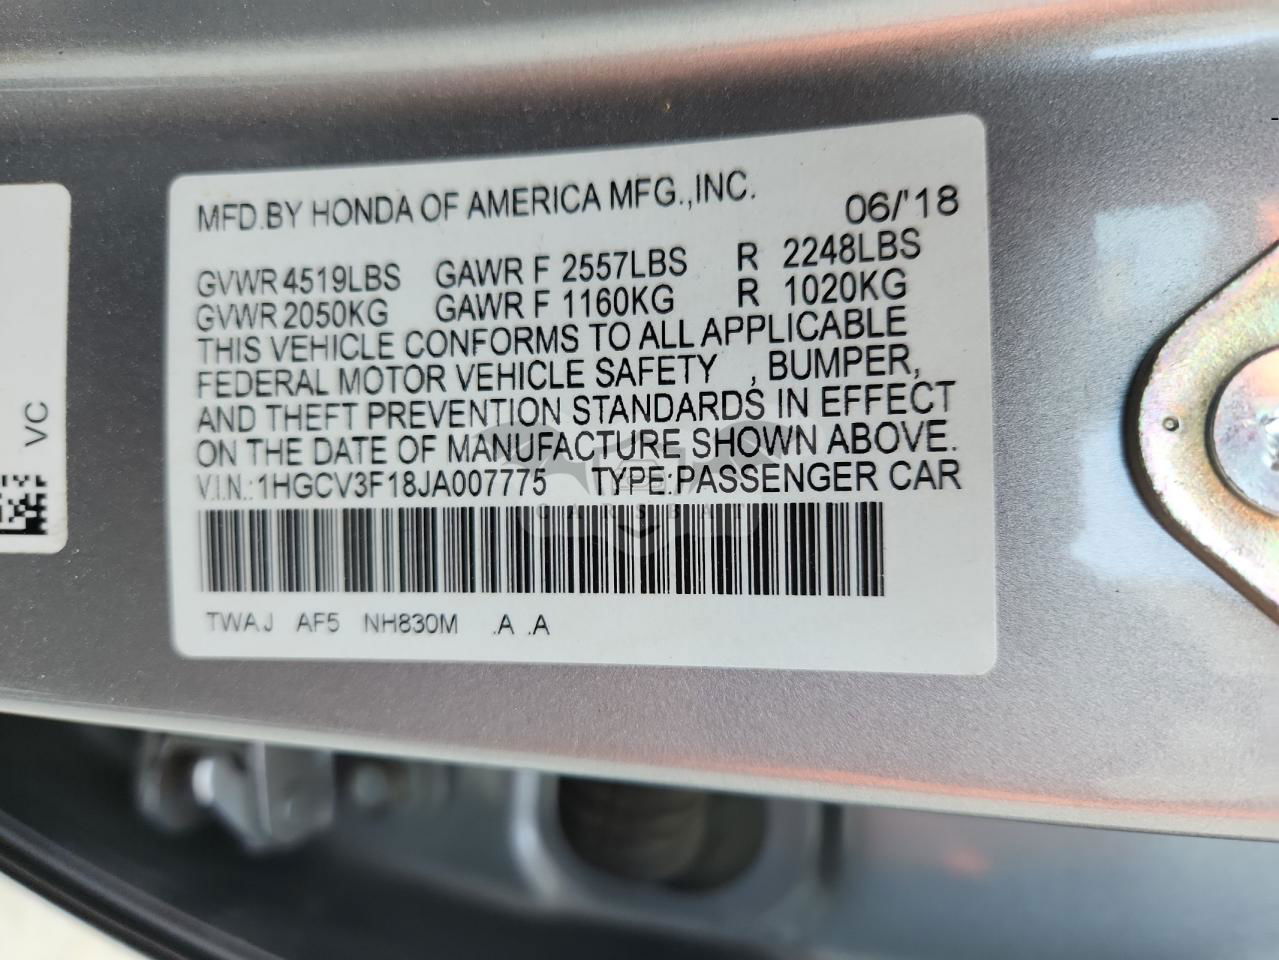 MFD.BY HONDA OF AMERICA MFG.,INC. 06/'18
GVWR 4519LBS GAWR F 2557LBS R 2248LBS
GVWR 2050KG GAWR F 1160KG R 1020KG
THIS VEHICLE CONFORMS TO ALL APPLICABLE
FEDERAL MOTOR VEHICLE SAFETY , BUMPER,
AND THEFT PREVENTION STANDARDS IN EFFECT
ON THE DATE OF MANUFACTURE SHOWN ABOVE.
V.I.N.:1HGCV3F18JA007775 TYPE:PASSENGER CAR
TWAJ AF5 NH830M .A .A
VC